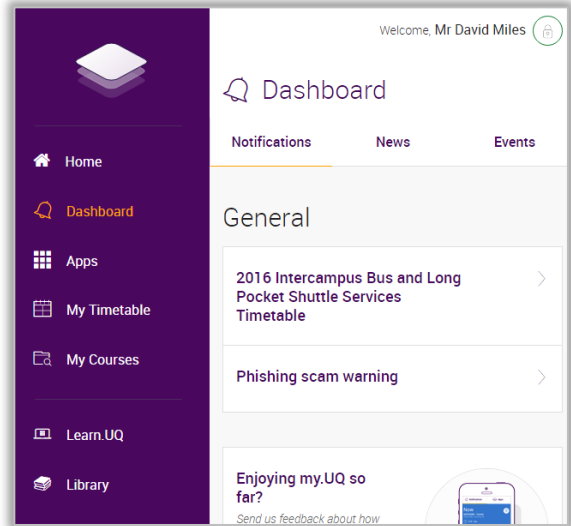 Welcome, Mr David Miles
Dashboard
Notifications
News
Events
Home
Dashboard
Apps
My Timetable
My Courses
Learn.UQ
Library
General
2016 Intercampus Bus and Long
Pocket Shuttle Services
Timetable
Phishing scam warning
Enjoying my.UQ so
far?
Send us feedback about how
Now